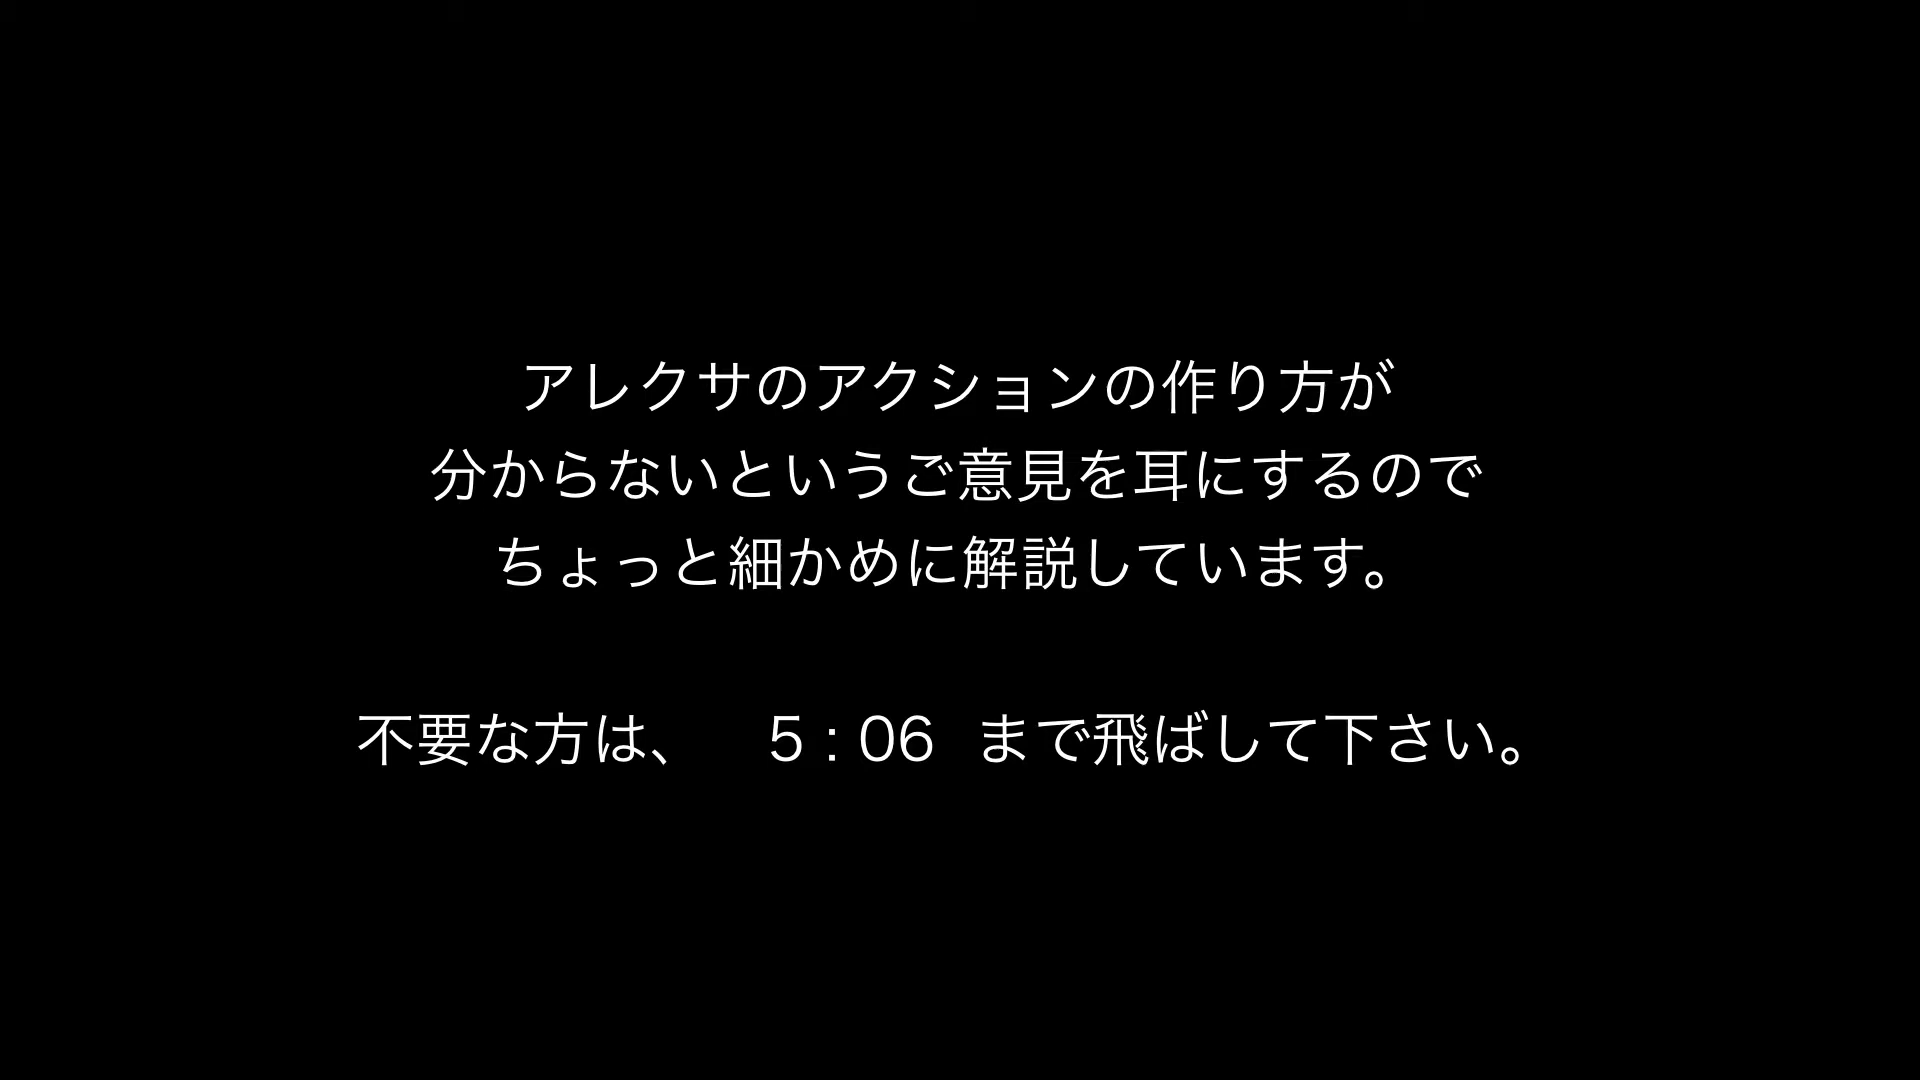 アレクサのアクションの作り方が
分からないというご意見を耳にするので
ちょっと細かめに解説しています。
不要な方は、 5：06 まで飛ばして下さい。